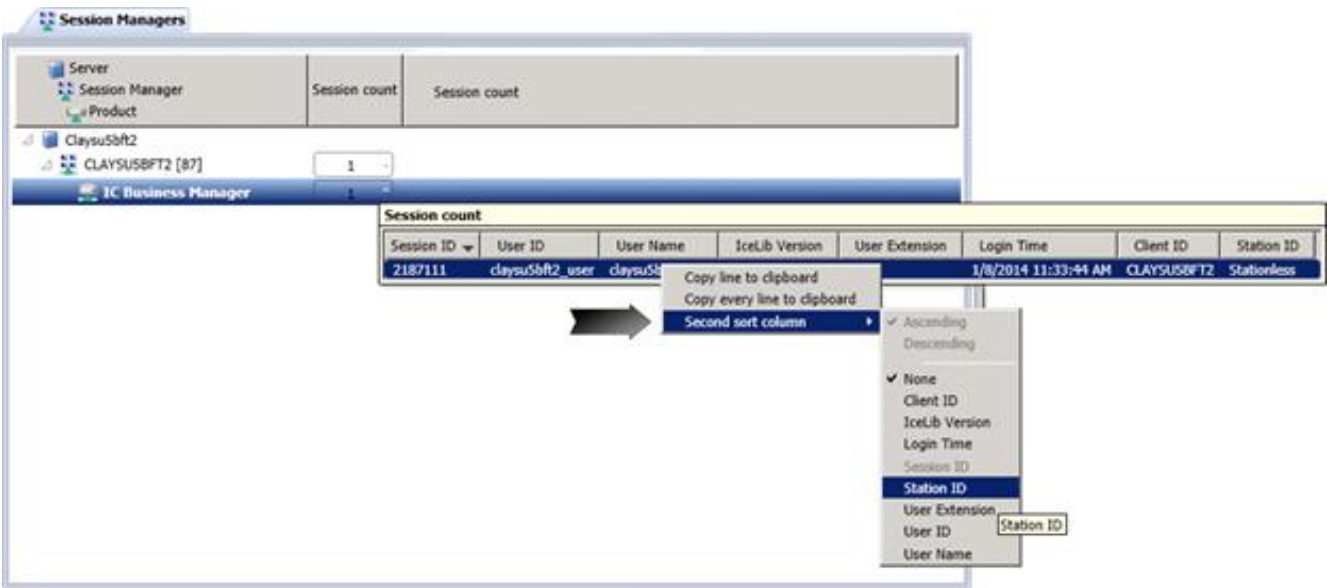 Session Managers
Server
Session Manager
Product
Session count
Session count
Claysu5bft2
CLAYSU5BFT2 [87]
1
IC Business Manager
1
Session count
Session ID User ID User Name IceLib Version User Extension Login Time Client ID Station ID
2187111 claysu5bft2_user claysu5b 1/8/2014 11:33:44 AM CLAYSU5BFT2 Stationless
Copy line to clipboard
Copy every line to clipboard
Second sort column
Ascending
Descending
None
Client ID
IceLib Version
Login Time
Session ID
Station ID
User Extension
Station ID
User ID
User Name